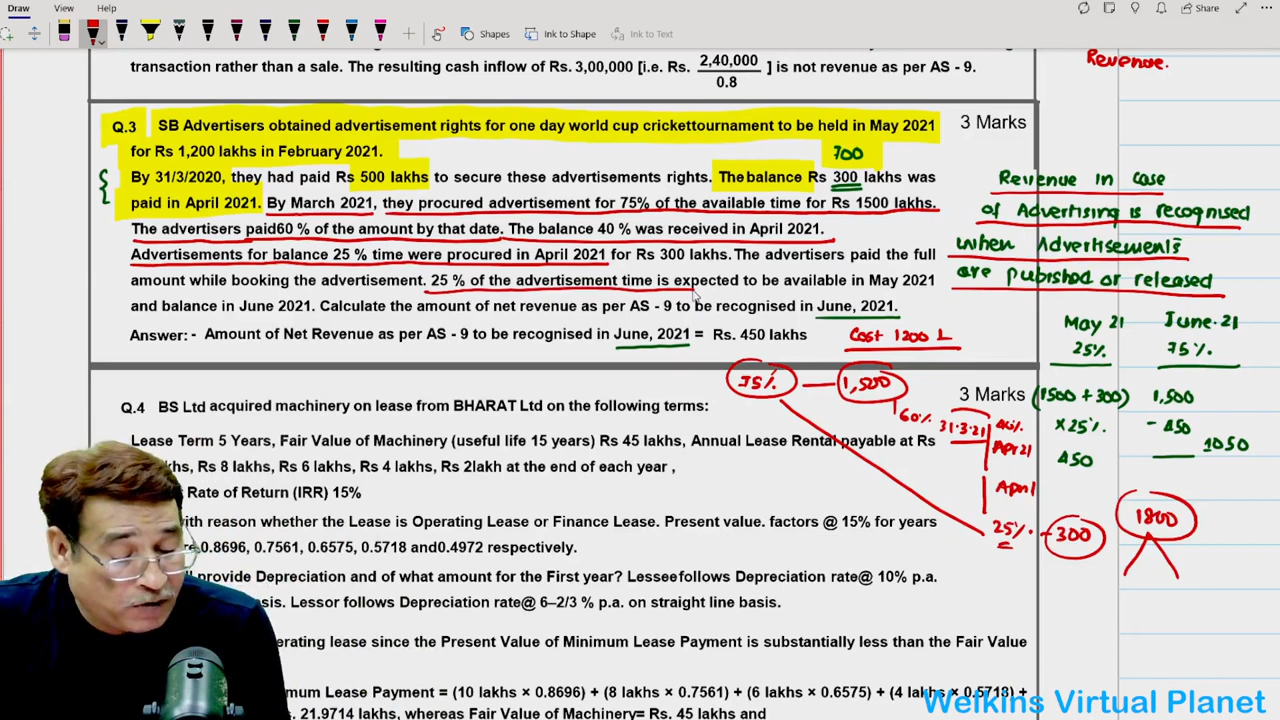 Draw View Help
Shapes Ink to Shape Ink to Text Share
transaction rather than a sale. The resulting cash inflow of Rs. 3,00,000 [i.e. Rs. 2,40,000 / 0.8 ] is not revenue as per AS - 9.
Revenue.
Q.3 SB Advertisers obtained advertisement rights for one day world cup crickettournament to be held in May 2021 3 Marks
for Rs 1,200 lakhs in February 2021.
700
By 31/3/2020, they had paid Rs 500 lakhs to secure these advertisements rights. The balance Rs 300 lakhs was
paid in April 2021. By March 2021, they procured advertisement for 75% of the available time for Rs 1500 lakhs.
The advertisers paid60 % of the amount by that date. The balance 40 % was received in April 2021.
Advertisements for balance 25 % time were procured in April 2021 for Rs 300 lakhs. The advertisers paid the full
amount while booking the advertisement. 25 % of the advertisement time is expected to be available in May 2021
and balance in June 2021. Calculate the amount of net revenue as per AS - 9 to be recognised in June, 2021.
Answer: - Amount of Net Revenue as per AS - 9 to be recognised in June, 2021 = Rs. 450 lakhs
Cost 1200 L
Revenue in case
of Advertising is recognised
when Advertisements
are pubished or released
May 21 June.21
25% 75%
(1500 + 300) 1,500
×25% - 450
450 1050
75% — 1,500
60%
31.3.21 40%
Apr 21
April
25% - 300
1800
3 Marks
Q.4 BS Ltd acquired machinery on lease from BHARAT Ltd on the following terms:
Lease Term 5 Years, Fair Value of Machinery (useful life 15 years) Rs 45 lakhs, Annual Lease Rental payable at Rs
lakhs, Rs 8 lakhs, Rs 6 lakhs, Rs 4 lakhs, Rs 2lakh at the end of each year ,
Rate of Return (IRR) 15%
with reason whether the Lease is Operating Lease or Finance Lease. Present value. factors @ 15% for years
0.8696, 0.7561, 0.6575, 0.5718 and0.4972 respectively.
provide Depreciation and of what amount for the First year? Lesseefollows Depreciation rate@ 10% p.a.
basis. Lessor follows Depreciation rate@ 6–2/3 % p.a. on straight line basis.
lease since the Present Value of Minimum Lease Payment is substantially less than the Fair Value
Lease Payment = (10 lakhs × 0.8696) + (8 lakhs × 0.7561) + (6 lakhs × 0.6575) + (4 lakhs × 0.5718) +
21.9714 lakhs, whereas Fair Value of Machinery= Rs. 45 lakhs and
Welkins Virtual Planet